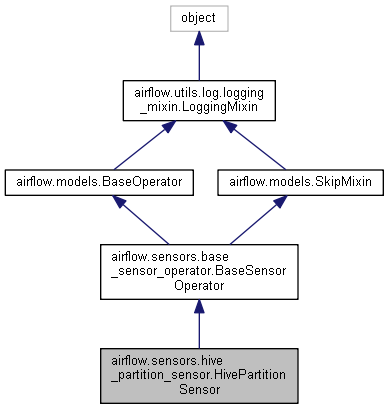 object
airflow.utils.log.logging
_mixin.LoggingMixin
airflow.models.BaseOperator
airflow.models.SkipMixin
airflow.sensors.base
_sensor_operator.BaseSensor
Operator
airflow.sensors.hive
_partition_sensor.HivePartition
Sensor